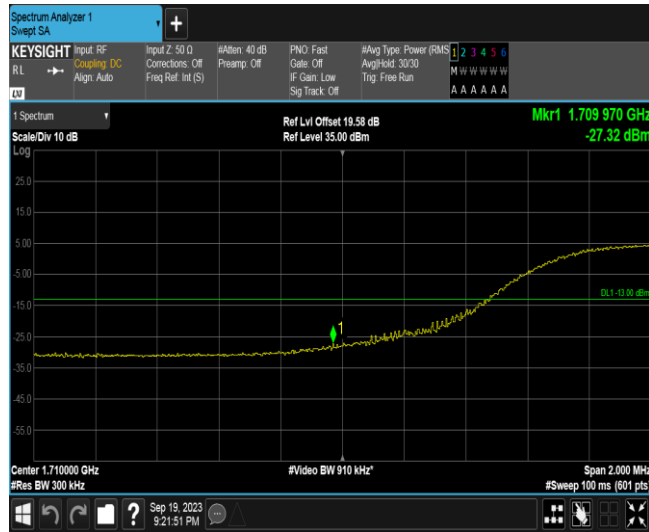 Spectrum Analyzer 1
Swept SA
KEYSIGHT
RL
LXI
Input: RF
Coupling: DC
Align: Auto
Input Z: 50 Ω
Corrections: Off
Freq Ref: Int (S)
#Atten: 40 dB
Preamp: Off
PNO: Fast
Gate: Off
IF Gain: Low
Sig Track: Off
#Avg Type: Power (RMS
Avg|Hold: 30/30
Trig: Free Run
1 2 3 4 5 6
M W W W W W
A A A A A A
1 Spectrum
Scale/Div 10 dB
Ref Lvl Offset 19.58 dB
Ref Level 35.00 dBm
Mkr1 1.709 970 GHz
-27.32 dBm
Log
25.0
15.0
5.00
-5.00
DL1 -13.00 dBm
-15.0
1
-25.0
-35.0
-45.0
-55.0
Center 1.710000 GHz
#Res BW 300 kHz
#Video BW 910 kHz*
Span 2.000 MHz
#Sweep 100 ms (601 pts)
?
Sep 19, 2023
9:21:51 PM